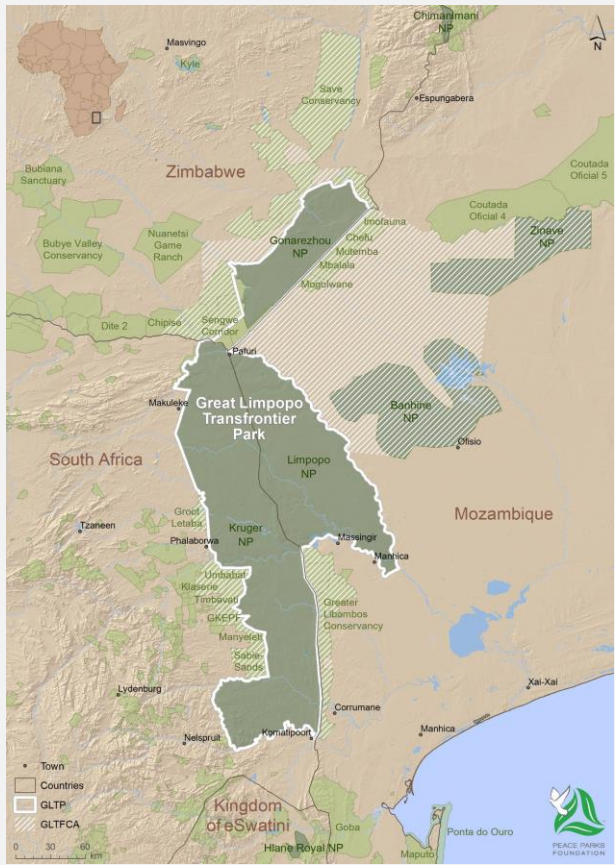 Chimanimani
NP
N
Masvingo
Kyle
Save
Conservancy
Espungabera
Zimbabwe
Bubiana
Sanctuary
Coutada
Oficial 5
Coutada
Oficial 4
Imofauna
Nuanetsi
Game
Ranch
Gonarezhou
NP
Chefu
Zinave
NP
Bubye Valley
Conservancy
Mutemba
Mbalala
Mogolwane
Sengwe
Corridor
Chipise
Dite 2
Pafuri
Makuleke
Great Limpopo
Transfrontier
Park
Banhine
NP
Ofisio
South Africa
Limpopo
NP
Mozambique
Groot
Letaba
Tzaneen
Kruger
NP
Phalaborwa
Massingir
Manhica
Umbabat
Klaserie
Timbavati
GKEPF
Manyeleti
Sabie-
Sands
Greater
Libombos
Conservancy
Lydenburg
Xai-Xai
Corrumane
Nelspruit
Komatipoort
Manhica
Town
Countries
GLTP
GLTFCA
0 20 40 60
km
Kingdom
of eSwatini
Goba
Ponta do Ouro
Hlane Royal NP
Maputo
PEACE PARKS
FOUNDATION